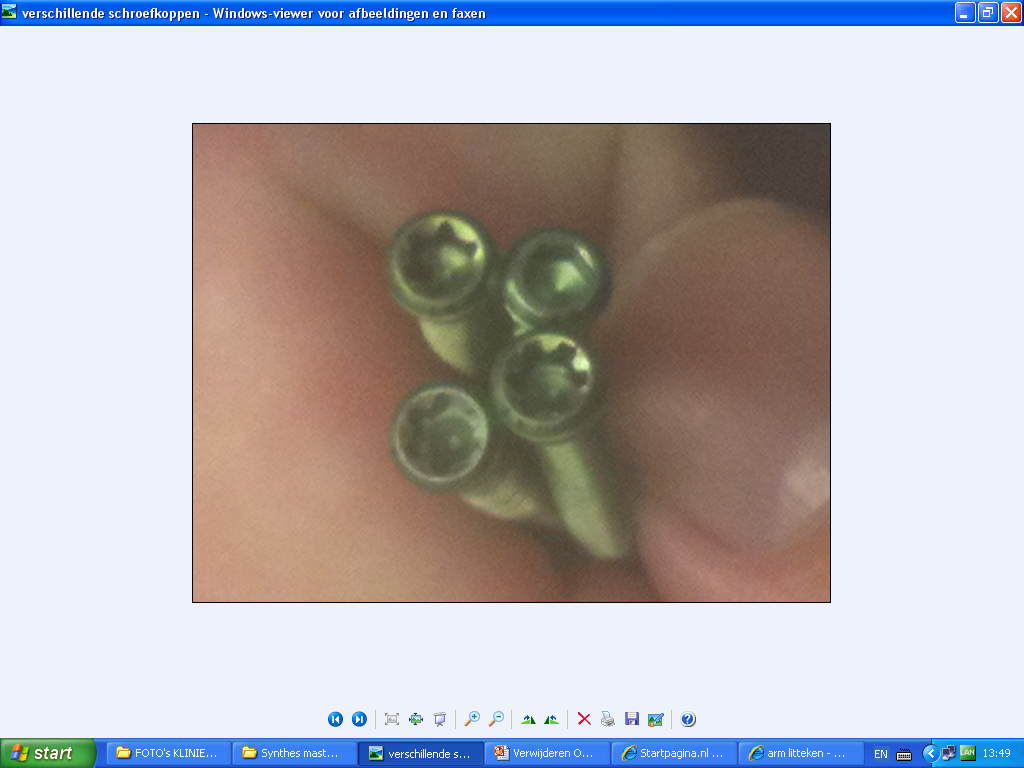 verschillende schroefkoppen - Windows-viewer voor afbeeldingen en faxen
start
FOTO's KLINIE...
Synthes mast...
verschillende s...
Verwijderen O...
Startpagina.nl ...
arm litteken - ...
EN
LAN
13:49